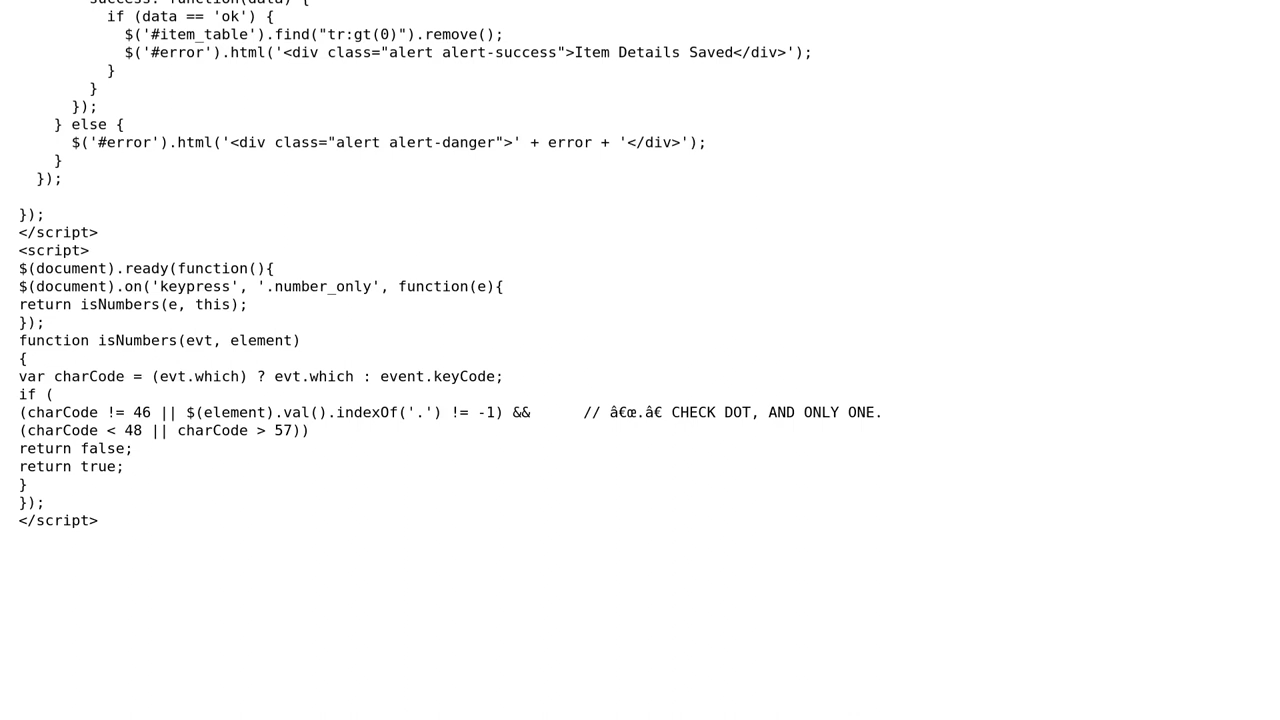 success: function(data) {
if (data == 'ok') {
$('#item_table').find("tr:gt(0)").remove();
$('#error').html('<div class="alert alert-success">Item Details Saved</div>');
}
}
});
} else {
$('#error').html('<div class="alert alert-danger">' + error + '</div>');
}
});
});
</script>
<script>
$(document).ready(function(){
$(document).on('keypress', '.number_only', function(e){
return isNumbers(e, this);
});
function isNumbers(evt, element)
{
var charCode = (evt.which) ? evt.which : event.keyCode;
if (
(charCode != 46 || $(element).val().indexOf('.') != -1) &&      // â€œ.â€ CHECK DOT, AND ONLY ONE.
(charCode < 48 || charCode > 57))
return false;
return true;
}
});
</script>